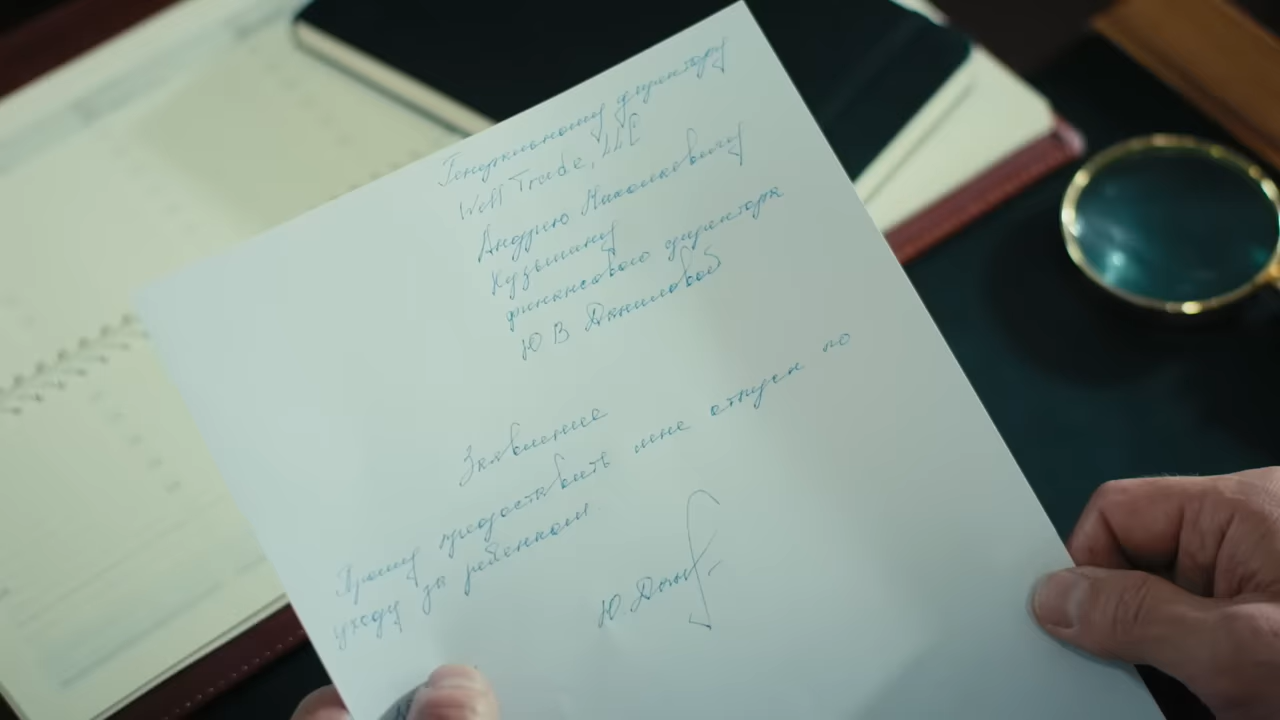 Генеральному директору
Well Trade, LLC
Андрею Николаевичу
Кузьмину
финансового директора
Ю В Даниловой
Заявление
Прошу предоставить мне отпуск по
уходу за ребенком
Ю. Дан